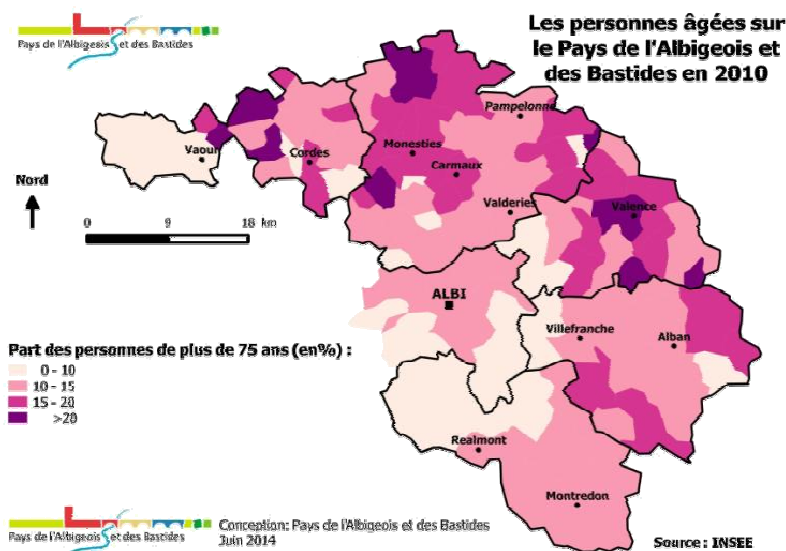 Pays de l'Albigeois et des Bastides
Les personnes âgées sur
le Pays de l'Albigeois et
des Bastides en 2010
Pampelonne
Vaour
Cordes
Monesties
Carmaux
Nord
Valderies
Valence
0 9 18 km
ALBI
Villefranche
Alban
Part des personnes de plus de 75 ans (en%) :
0 - 10
10 - 15
15 - 20
>20
Realmont
Montredon
Pays de l'Albigeois et des Bastides
Conception: Pays de l'Albigeois et des Bastides
Juin 2014
Source : INSEE